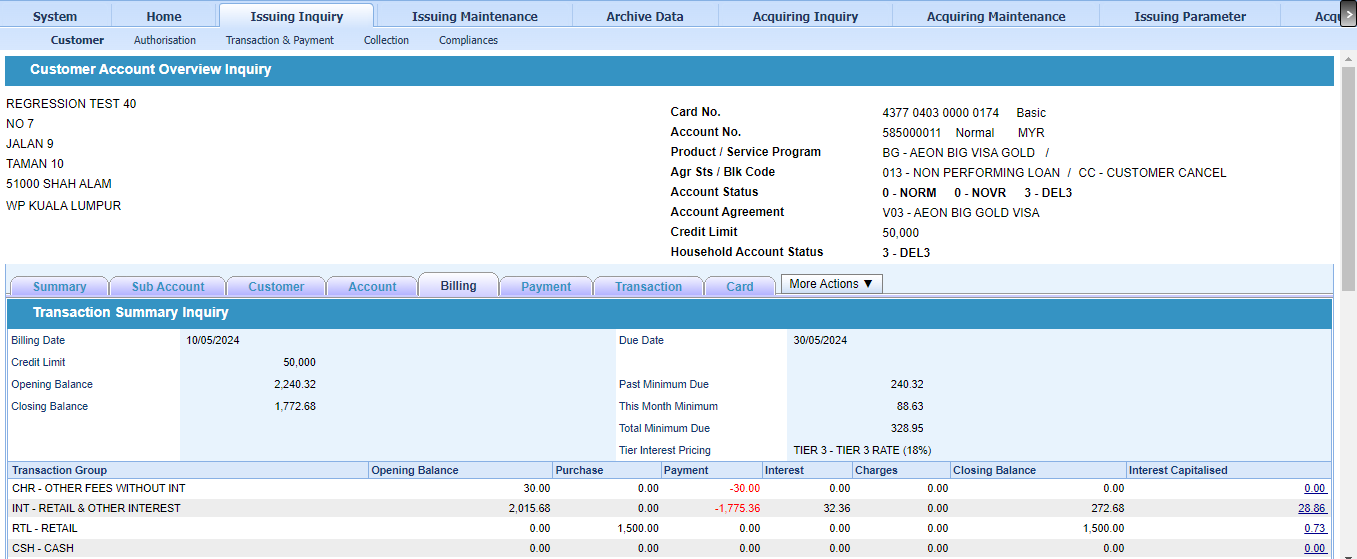 System Home Issuing Inquiry Issuing Maintenance Archive Data Acquiring Inquiry Acquiring Maintenance Issuing Parameter
Customer Authorisation Transaction & Payment Collection Compliances
Customer Account Overview Inquiry
REGRESSION TEST 40
NO 7
JALAN 9
TAMAN 10
51000 SHAH ALAM
WP KUALA LUMPUR
Card No. 4377 0403 0000 0174 Basic
Account No. 585000011 Normal MYR
Product / Service Program BG - AEON BIG VISA GOLD /
Agr Sts / Blk Code 013 - NON PERFORMING LOAN / CC - CUSTOMER CANCEL
Account Status 0 - NORM 0 - NOVR 3 - DEL3
Account Agreement V03 - AEON BIG GOLD VISA
Credit Limit 50,000
Household Account Status 3 - DEL3
Summary Sub Account Customer Account Billing Payment Transaction Card More Actions ▼
Transaction Summary Inquiry
Billing Date 10/05/2024 Due Date 30/05/2024
Credit Limit 50,000
Opening Balance 2,240.32 Past Minimum Due 240.32
Closing Balance 1,772.68 This Month Minimum 88.63
Total Minimum Due 328.95
Tier Interest Pricing TIER 3 - TIER 3 RATE (18%)
Transaction Group Opening Balance Purchase Payment Interest Charges Closing Balance Interest Capitalised
CHR - OTHER FEES WITHOUT INT 30.00 0.00 -30.00 0.00 0.00 0.00 0.00
INT - RETAIL & OTHER INTEREST 2,015.68 0.00 -1,775.36 32.36 0.00 272.68 28.86
RTL - RETAIL 0.00 1,500.00 0.00 0.00 0.00 1,500.00 0.73
CSH - CASH 0.00 0.00 0.00 0.00 0.00 0.00 0.00